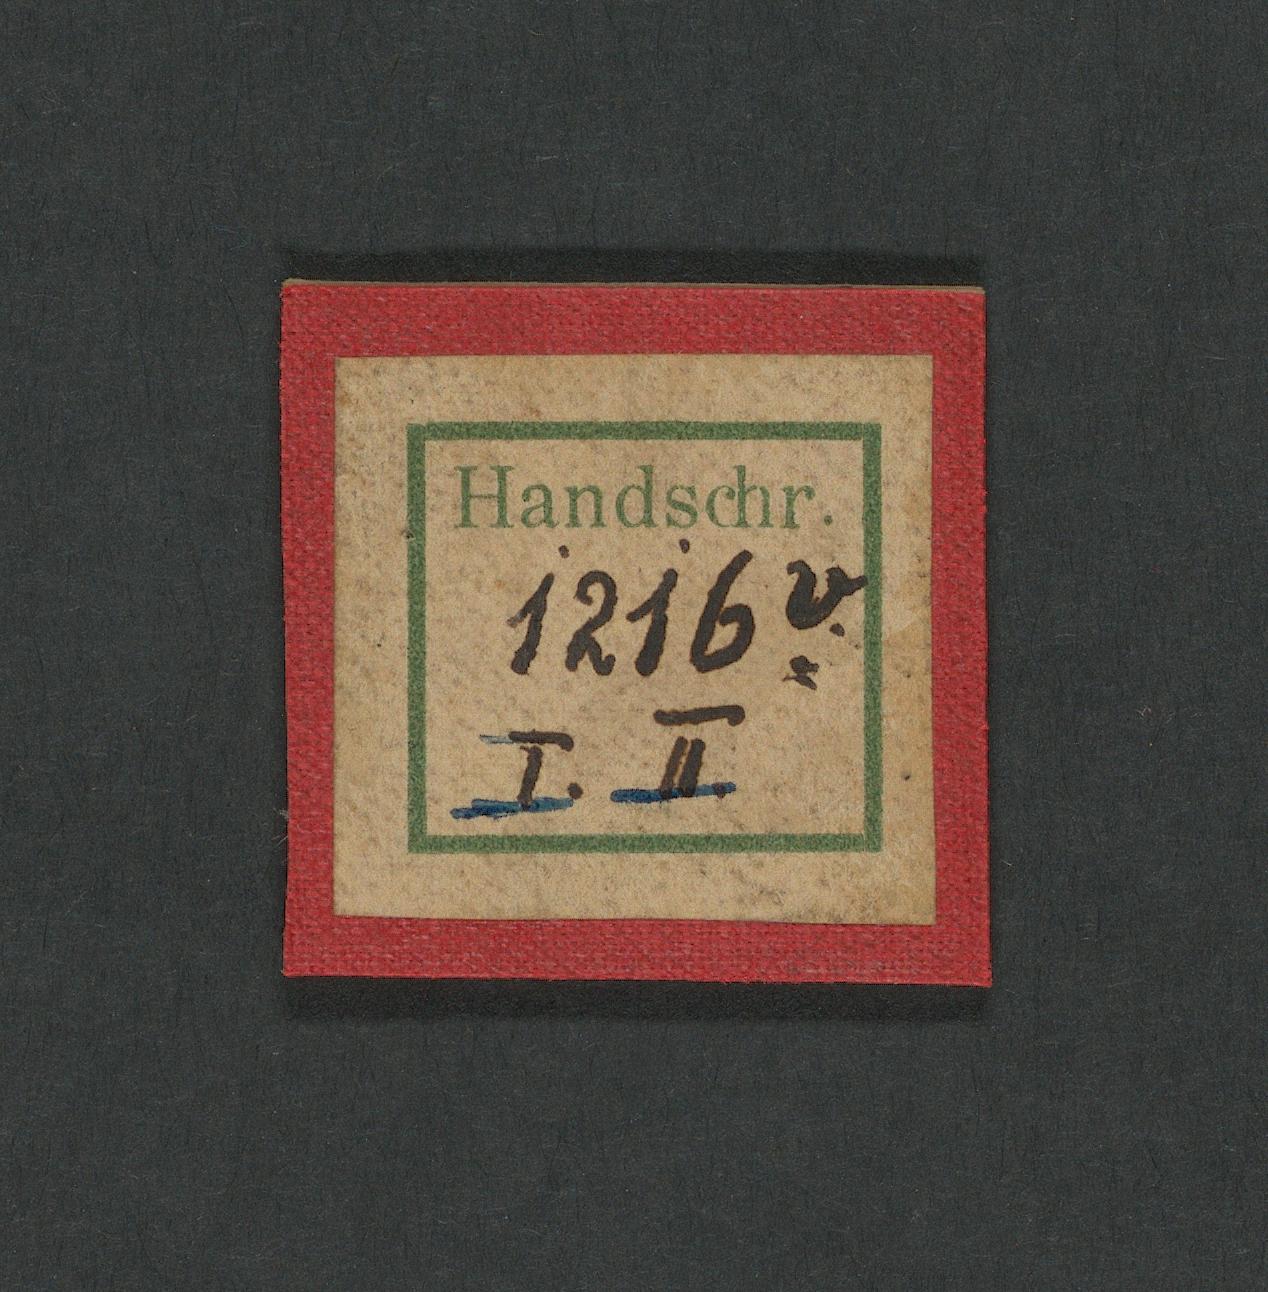 Handschr.
1216 v.
I. II.